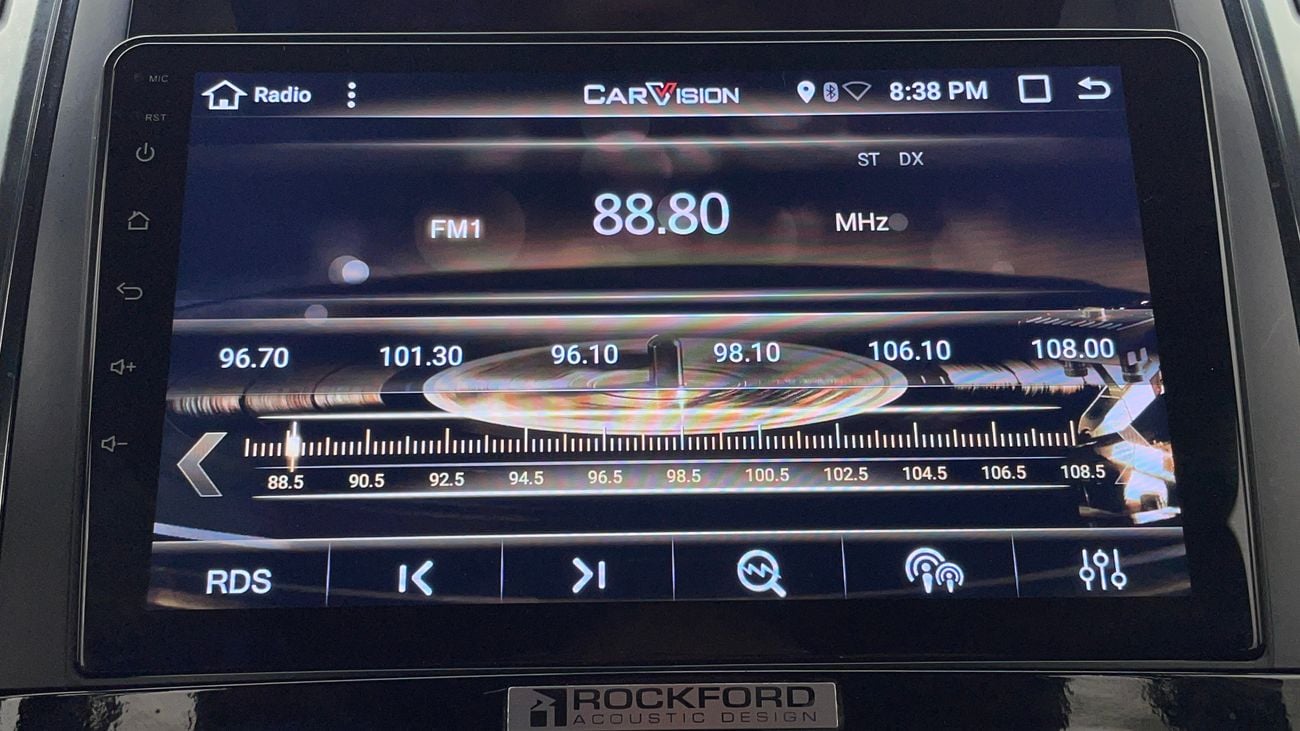 MIC
Radio CARVISION 8:38 PM
RST
ST DX
FM1 88.80 MHz
96.70 101.30 96.10 98.10 106.10 108.00
88.5 90.5 92.5 94.5 96.5 98.5 100.5 102.5 104.5 106.5 108.5
RDS
ROCKFORD
ACOUSTIC DESIGN